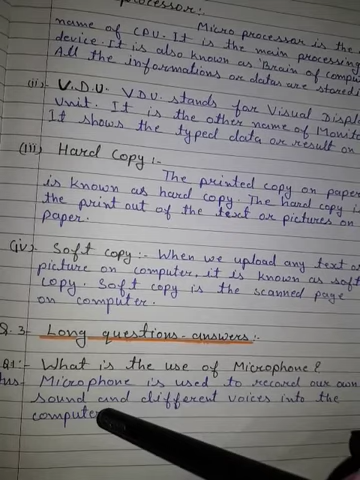 processor:
Micro processor is the
name of CPU. It is the main processing
device. It is also known as 'Brain of compu
All the informations or datas are stored i
(ii) V.D.U. VDU. stands for Visual Displ
Unit. It is the other name of Monit
It shows the typed data or result on
(iii) Hard Copy :-
The printed copy on paper
is known as hard copy. The hard copy i
the print out of the text or pictures on
paper.
(iv) Soft copy:- When we upload any text or
picture on computer, it is known as soft
copy. Soft copy is the scanned page
on computer.
Q.3- Long questions-answers:-
Q1:- What is the use of Microphone?
Ans- Microphone is used to record our own
sound and different voices into the
computer